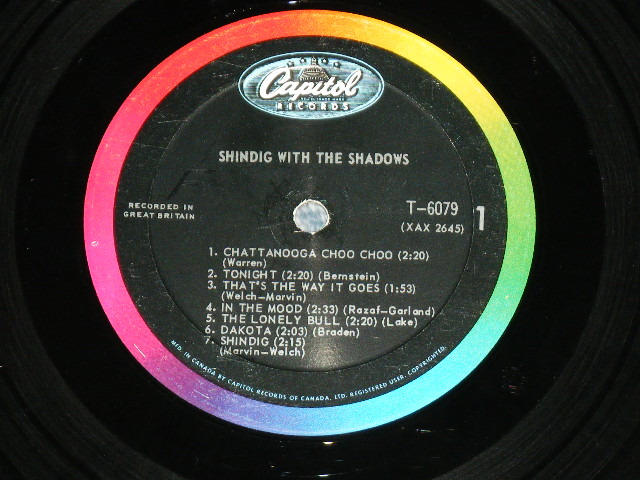 Capitol
RECORDS
SHINDIG WITH THE SHADOWS
RECORDED IN
GREAT BRITAIN
T-6079
(XAX 2645)
1
1. CHATTANOOGA CHOO CHOO (2:20)
(Warren)
2. TONIGHT (2:20) (Bernstein)
3. THAT'S THE WAY IT GOES (1:53)
(Welch-Marvin)
4. IN THE MOOD (2:33) (Razaf-Garland)
5. THE LONELY BULL (2:20) (Lake)
6. DAKOTA (2:03) (Braden)
7. SHINDIG (2:15)
(Marvin-Welch)
MFD. IN CANADA BY CAPITOL RECORDS OF CANADA, LTD. REGISTERED USER. COPYRIGHTED.